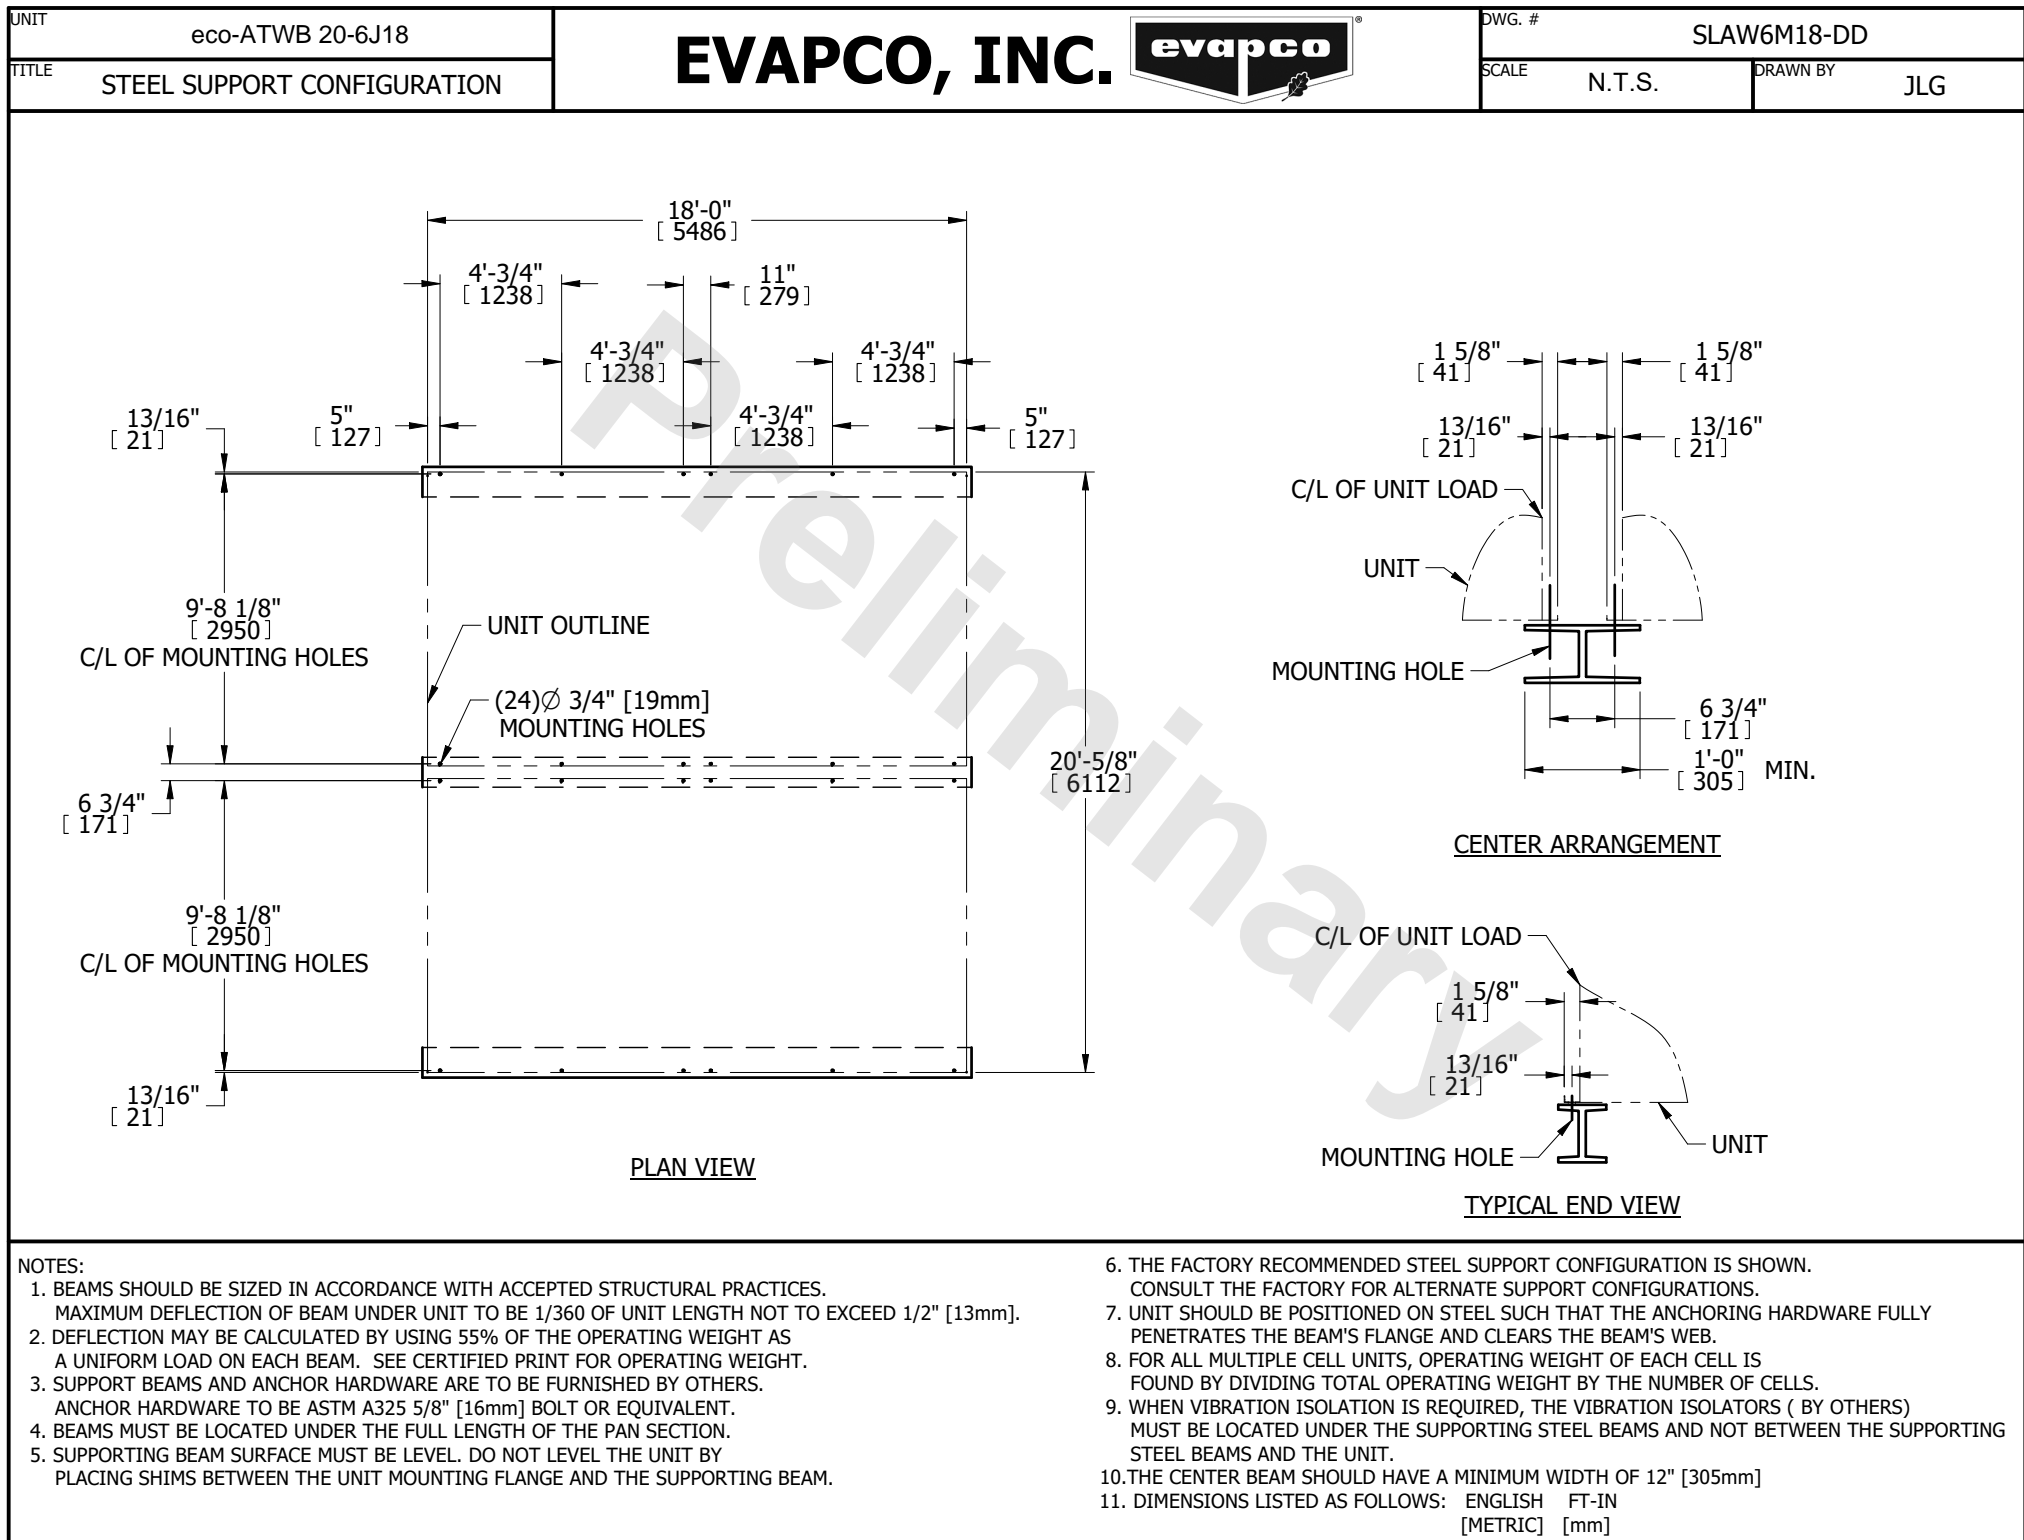 UNIT
eco-ATWB 20-6J18
TITLE
STEEL SUPPORT CONFIGURATION
EVAPCO, INC.
evapco
®
DWG. #
SLAW6M18-DD
SCALE
N.T.S.
DRAWN BY
JLG
18'-0"
[ 5486 ]
4'-3/4"
[ 1238 ]
11"
[ 279 ]
4'-3/4"
[ 1238 ]
4'-3/4"
[ 1238 ]
13/16"
[ 21 ]
5"
[ 127 ]
4'-3/4"
[ 1238 ]
5"
[ 127 ]
9'-8 1/8"
[ 2950 ]
C/L OF MOUNTING HOLES
UNIT OUTLINE
(24)Ø 3/4" [19mm]
MOUNTING HOLES
6 3/4"
[ 171 ]
20'-5/8"
[ 6112 ]
9'-8 1/8"
[ 2950 ]
C/L OF MOUNTING HOLES
13/16"
[ 21 ]
PLAN VIEW
Preliminary
1 5/8"
[ 41 ]
1 5/8"
[ 41 ]
13/16"
[ 21 ]
13/16"
[ 21 ]
C/L OF UNIT LOAD
UNIT
MOUNTING HOLE
6 3/4"
[ 171 ]
1'-0"
[ 305 ] MIN.
CENTER ARRANGEMENT
C/L OF UNIT LOAD
1 5/8"
[ 41 ]
13/16"
[ 21 ]
MOUNTING HOLE
UNIT
TYPICAL END VIEW
NOTES:
1. BEAMS SHOULD BE SIZED IN ACCORDANCE WITH ACCEPTED STRUCTURAL PRACTICES.
MAXIMUM DEFLECTION OF BEAM UNDER UNIT TO BE 1/360 OF UNIT LENGTH NOT TO EXCEED 1/2" [13mm].
2. DEFLECTION MAY BE CALCULATED BY USING 55% OF THE OPERATING WEIGHT AS
A UNIFORM LOAD ON EACH BEAM. SEE CERTIFIED PRINT FOR OPERATING WEIGHT.
3. SUPPORT BEAMS AND ANCHOR HARDWARE ARE TO BE FURNISHED BY OTHERS.
ANCHOR HARDWARE TO BE ASTM A325 5/8" [16mm] BOLT OR EQUIVALENT.
4. BEAMS MUST BE LOCATED UNDER THE FULL LENGTH OF THE PAN SECTION.
5. SUPPORTING BEAM SURFACE MUST BE LEVEL. DO NOT LEVEL THE UNIT BY
PLACING SHIMS BETWEEN THE UNIT MOUNTING FLANGE AND THE SUPPORTING BEAM.
6. THE FACTORY RECOMMENDED STEEL SUPPORT CONFIGURATION IS SHOWN.
CONSULT THE FACTORY FOR ALTERNATE SUPPORT CONFIGURATIONS.
7. UNIT SHOULD BE POSITIONED ON STEEL SUCH THAT THE ANCHORING HARDWARE FULLY
PENETRATES THE BEAM'S FLANGE AND CLEARS THE BEAM'S WEB.
8. FOR ALL MULTIPLE CELL UNITS, OPERATING WEIGHT OF EACH CELL IS
FOUND BY DIVIDING TOTAL OPERATING WEIGHT BY THE NUMBER OF CELLS.
9. WHEN VIBRATION ISOLATION IS REQUIRED, THE VIBRATION ISOLATORS ( BY OTHERS)
MUST BE LOCATED UNDER THE SUPPORTING STEEL BEAMS AND NOT BETWEEN THE SUPPORTING
STEEL BEAMS AND THE UNIT.
10.THE CENTER BEAM SHOULD HAVE A MINIMUM WIDTH OF 12" [305mm]
11. DIMENSIONS LISTED AS FOLLOWS: ENGLISH FT-IN
[METRIC] [mm]